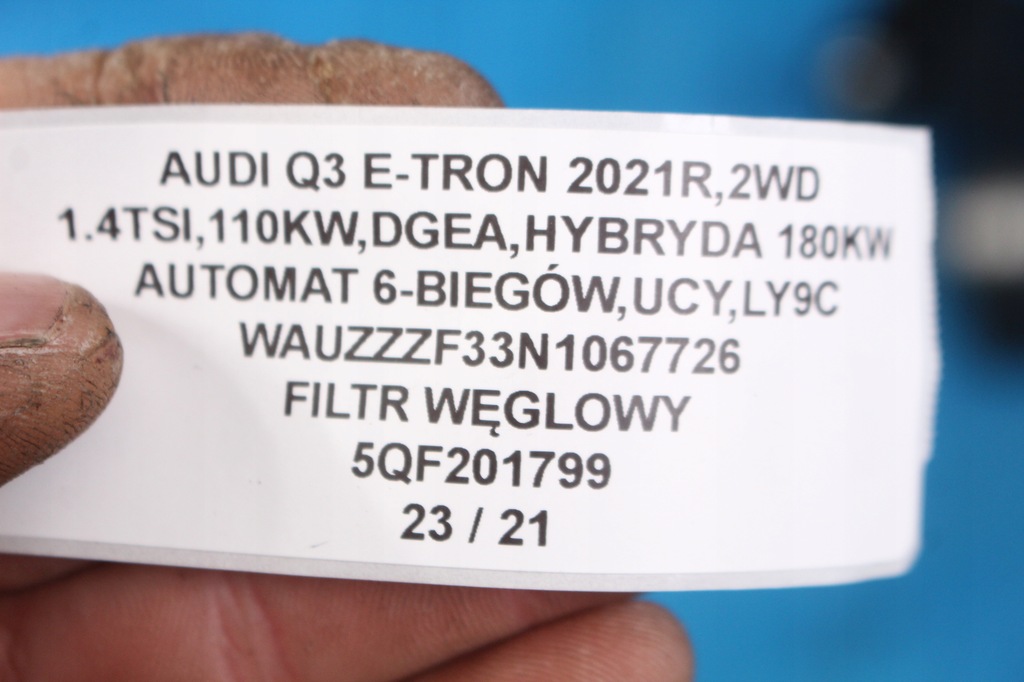 AUDI Q3 E-TRON 2021R,2WD
1.4TSI,110KW,DGEA,HYBRYDA 180KW
AUTOMAT 6-BIEGÓW,UCY,LY9C
WAUZZZF33N1067726
FILTR WĘGLOWY
5QF201799
23 / 21